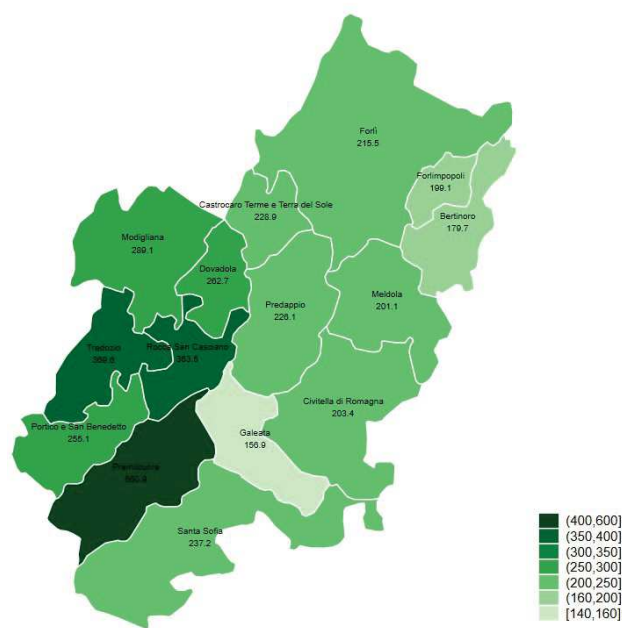 Forlì
215.5
Forlimpopoli
199.1
Bertinoro
179.7
Castrocaro Terme e Terra del Sole
228.9
Modigliana
289.1
Dovadola
262.7
Predappio
226.1
Meldola
201.1
Tredozio
Rocca San Casciano
Civitella di Romagna
203.4
Portico e San Benedetto
255.1
Galeata
156.9
Premilcuore
Santa Sofia
237.2
(400,600]
(350,400]
(300,350]
(250,300]
(200,250]
(160,200]
[140,160]